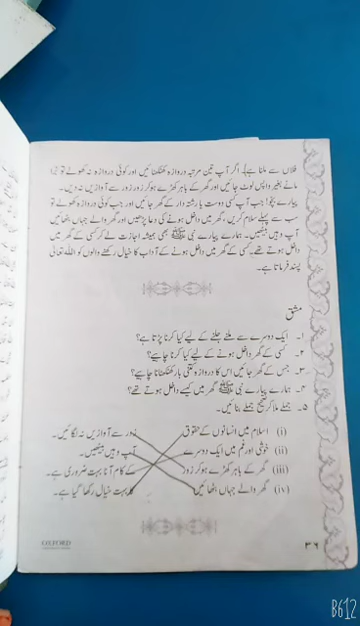 فلاں سے ملنا ہے۔ اگر آپ تین مرتبہ دروازہ کھٹکھٹائیں اور کوئی دروازہ نہ کھولے تو (2)
مانے بغیر واپس لوٹ جائیں اور گھر کے باہر کھڑے ہو کر زور زور سے آوازیں نہ دیں۔
پیارے بچو! جب آپ کسی دوست یا رشتہ دار کے گھر جائیں اور جب کوئی دروازہ کھولے تو
سب سے پہلے سلام کریں، گھر میں داخل ہونے کی دعا پڑھیں اور گھر والے جہاں بٹھائیں
آپ وہیں بیٹھیں۔ ہمارے پیارے نبی ﷺ بھی ہمیشہ اجازت لے کر کسی کے گھر میں
داخل ہوتے تھے۔ کسی کے گھر میں داخل ہونے کے آداب کا خیال رکھنے والوں کو اللہ تعالیٰ
پسند فرماتا ہے۔
مشق
۱۔ ایک دوسرے سے ملنے جلنے کے لیے کیا کرنا پڑتا ہے؟
۲۔ کسی کے گھر داخل ہونے کے لیے کیا کرنا چاہیے؟
۳۔ جس کے گھر جائیں اس کا دروازہ کتنی بار کھٹکھٹانا چاہیے؟
۴۔ ہمارے پیارے نبی ﷺ گھر میں کیسے داخل ہوتے تھے؟
۵۔ جملے ملا کر صحیح جملے بنائیں۔
(i) اسلام میں انسانوں کے حقوق زور سے آوازیں نہ لگائیں۔
(ii) خوشی اور غم میں ایک دوسرے آپ وہیں بیٹھیں۔
(iii) گھر کے باہر کھڑے ہو کر زور کے کام آنا بہت ضروری ہے۔
(iv) گھر والے جہاں بٹھائیں کا بہت خیال رکھا گیا ہے۔
OXFORD
۳۶
B612